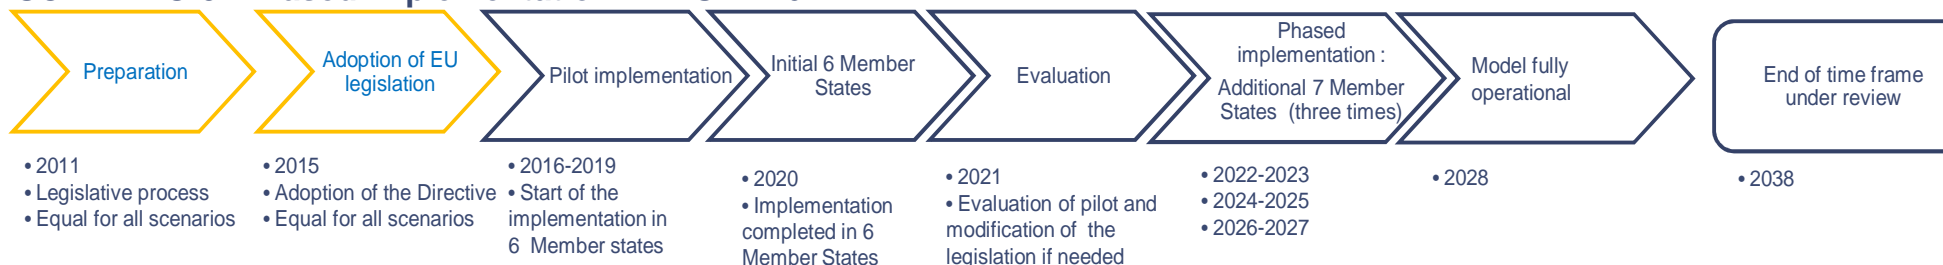 Preparation
Adoption of EU
legislation
Pilot implementation
Initial 6 Member
States
Evaluation
Phased
implementation :
Additional 7 Member
States (three times)
Model fully
operational
End of time frame
under review
• 2011
• Legislative process
• Equal for all scenarios
• 2015
• Adoption of the Directive
• Equal for all scenarios
• 2016-2019
• Start of the
implementation in
6 Member states
• 2020
• Implementation
completed in 6
Member States
• 2021
• Evaluation of pilot and
modification of the
legislation if needed
• 2022-2023
• 2024-2025
• 2026-2027
• 2028
• 2038